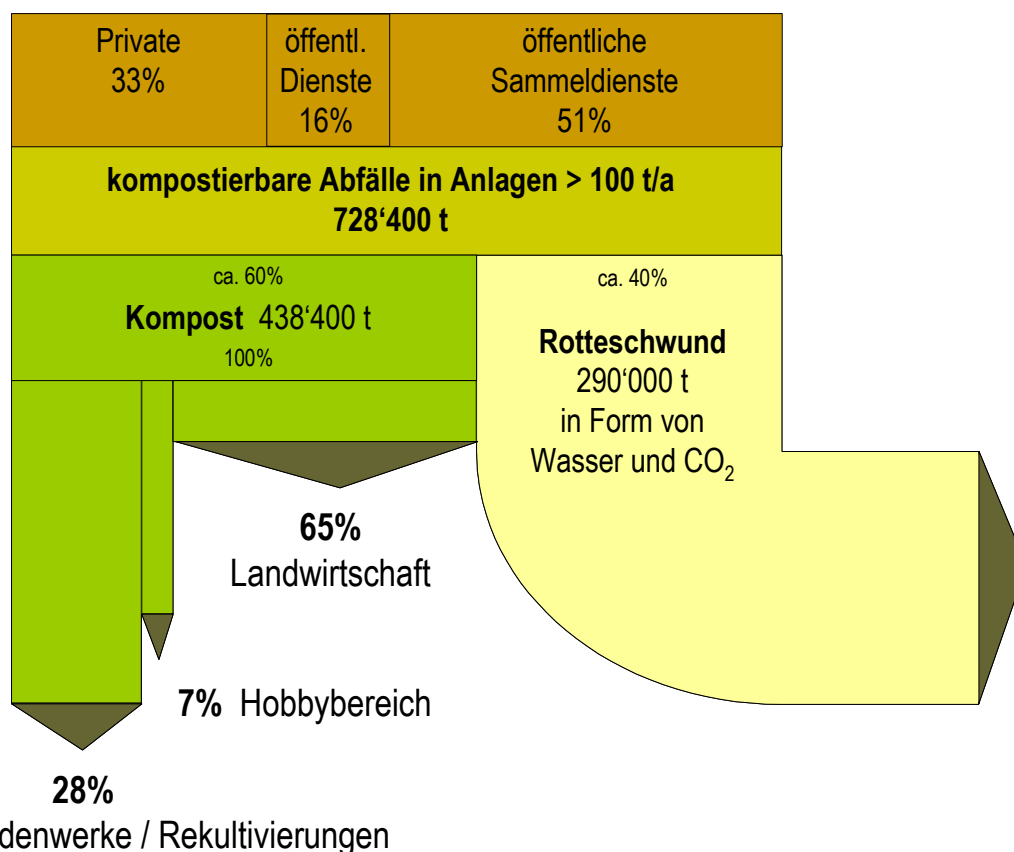 Private
33%
öffentl.
Dienste
16%
öffentliche
Sammeldienste
51%
kompostierbare Abfälle in Anlagen > 100 t/a
728‘400 t
ca. 60%
Kompost 438‘400 t
100%
ca. 40%
Rotteschwund
290‘000 t
in Form von
Wasser und CO₂
65%
Landwirtschaft
7% Hobbybereich
28%
denwerke / Rekultivierungen